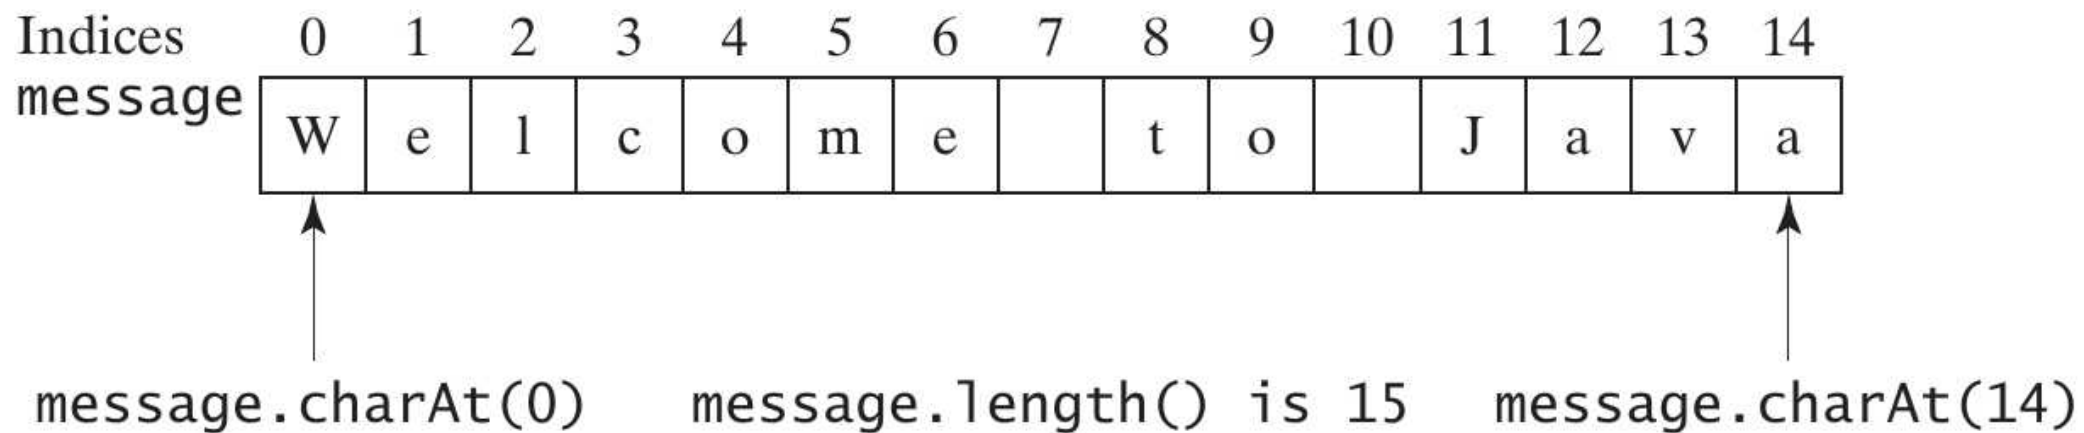 Indices 0 1 2 3 4 5 6 7 8 9 10 11 12 13 14
message W e l c o m e t o J a v a
message.charAt(0) message.length() is 15 message.charAt(14)